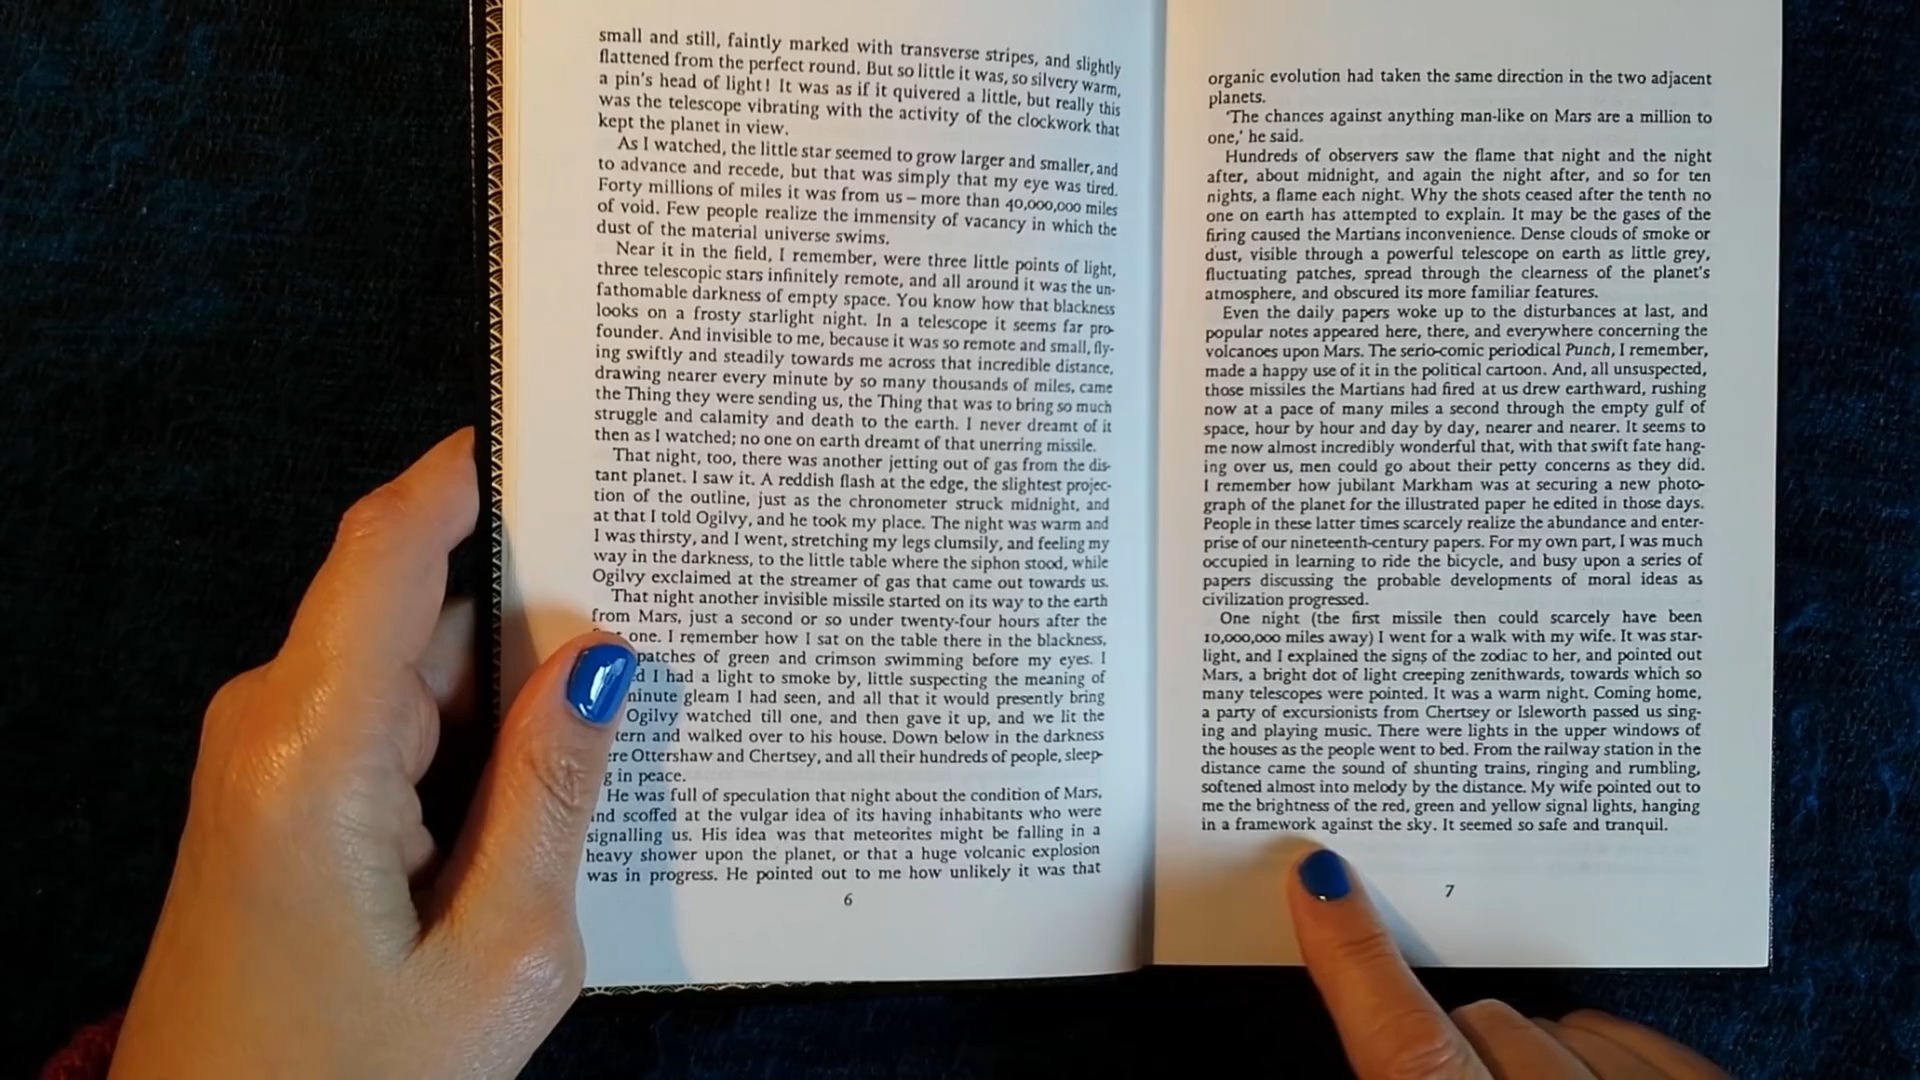 small and still, faintly marked with transverse stripes, and slightly
flattened from the perfect round. But so little it was, so silvery warm,
a pin's head of light! It was as if it quivered a little, but really this
was the telescope vibrating with the activity of the clockwork that
kept the planet in view.
As I watched, the little star seemed to grow larger and smaller, and
to advance and recede, but that was simply that my eye was tired.
Forty millions of miles it was from us – more than 40,000,000 miles
of void. Few people realize the immensity of vacancy in which the
dust of the material universe swims.
Near it in the field, I remember, were three little points of light,
three telescopic stars infinitely remote, and all around it was the un-
fathomable darkness of empty space. You know how that blackness
looks on a frosty starlight night. In a telescope it seems far pro-
founder. And invisible to me, because it was so remote and small, fly-
ing swiftly and steadily towards me across that incredible distance,
drawing nearer every minute by so many thousands of miles, came
the Thing they were sending us, the Thing that was to bring so much
struggle and calamity and death to the earth. I never dreamt of it
then as I watched; no one on earth dreamt of that unerring missile.
That night, too, there was another jetting out of gas from the dis-
tant planet. I saw it. A reddish flash at the edge, the slightest projec-
tion of the outline, just as the chronometer struck midnight, and
at that I told Ogilvy, and he took my place. The night was warm and
I was thirsty, and I went, stretching my legs clumsily, and feeling my
way in the darkness, to the little table where the siphon stood, while
Ogilvy exclaimed at the streamer of gas that came out towards us.
That night another invisible missile started on its way to the earth
from Mars, just a second or so under twenty-four hours after the
one. I remember how I sat on the table there in the blackness,
patches of green and crimson swimming before my eyes. I
I had a light to smoke by, little suspecting the meaning of
minute gleam I had seen, and all that it would presently bring
Ogilvy watched till one, and then gave it up, and we lit the
and walked over to his house. Down below in the darkness
Ottershaw and Chertsey, and all their hundreds of people, sleep-
in peace.
He was full of speculation that night about the condition of Mars,
and scoffed at the vulgar idea of its having inhabitants who were
signalling us. His idea was that meteorites might be falling in a
heavy shower upon the planet, or that a huge volcanic explosion
was in progress. He pointed out to me how unlikely it was that
6
organic evolution had taken the same direction in the two adjacent
planets.
'The chances against anything man-like on Mars are a million to
one,' he said.
Hundreds of observers saw the flame that night and the night
after, about midnight, and again the night after, and so for ten
nights, a flame each night. Why the shots ceased after the tenth no
one on earth has attempted to explain. It may be the gases of the
firing caused the Martians inconvenience. Dense clouds of smoke or
dust, visible through a powerful telescope on earth as little grey,
fluctuating patches, spread through the clearness of the planet's
atmosphere, and obscured its more familiar features.
Even the daily papers woke up to the disturbances at last, and
popular notes appeared here, there, and everywhere concerning the
volcanoes upon Mars. The serio-comic periodical Punch, I remember,
made a happy use of it in the political cartoon. And, all unsuspected,
those missiles the Martians had fired at us drew earthward, rushing
now at a pace of many miles a second through the empty gulf of
space, hour by hour and day by day, nearer and nearer. It seems to
me now almost incredibly wonderful that, with that swift fate hang-
ing over us, men could go about their petty concerns as they did.
I remember how jubilant Markham was at securing a new photo-
graph of the planet for the illustrated paper he edited in those days.
People in these latter times scarcely realize the abundance and enter-
prise of our nineteenth-century papers. For my own part, I was much
occupied in learning to ride the bicycle, and busy upon a series of
papers discussing the probable developments of moral ideas as
civilization progressed.
One night (the first missile then could scarcely have been
10,000,000 miles away) I went for a walk with my wife. It was star-
light, and I explained the signs of the zodiac to her, and pointed out
Mars, a bright dot of light creeping zenithwards, towards which so
many telescopes were pointed. It was a warm night. Coming home,
a party of excursionists from Chertsey or Isleworth passed us sing-
ing and playing music. There were lights in the upper windows of
the houses as the people went to bed. From the railway station in the
distance came the sound of shunting trains, ringing and rumbling,
softened almost into melody by the distance. My wife pointed out to
me the brightness of the red, green and yellow signal lights, hanging
in a framework against the sky. It seemed so safe and tranquil.
7